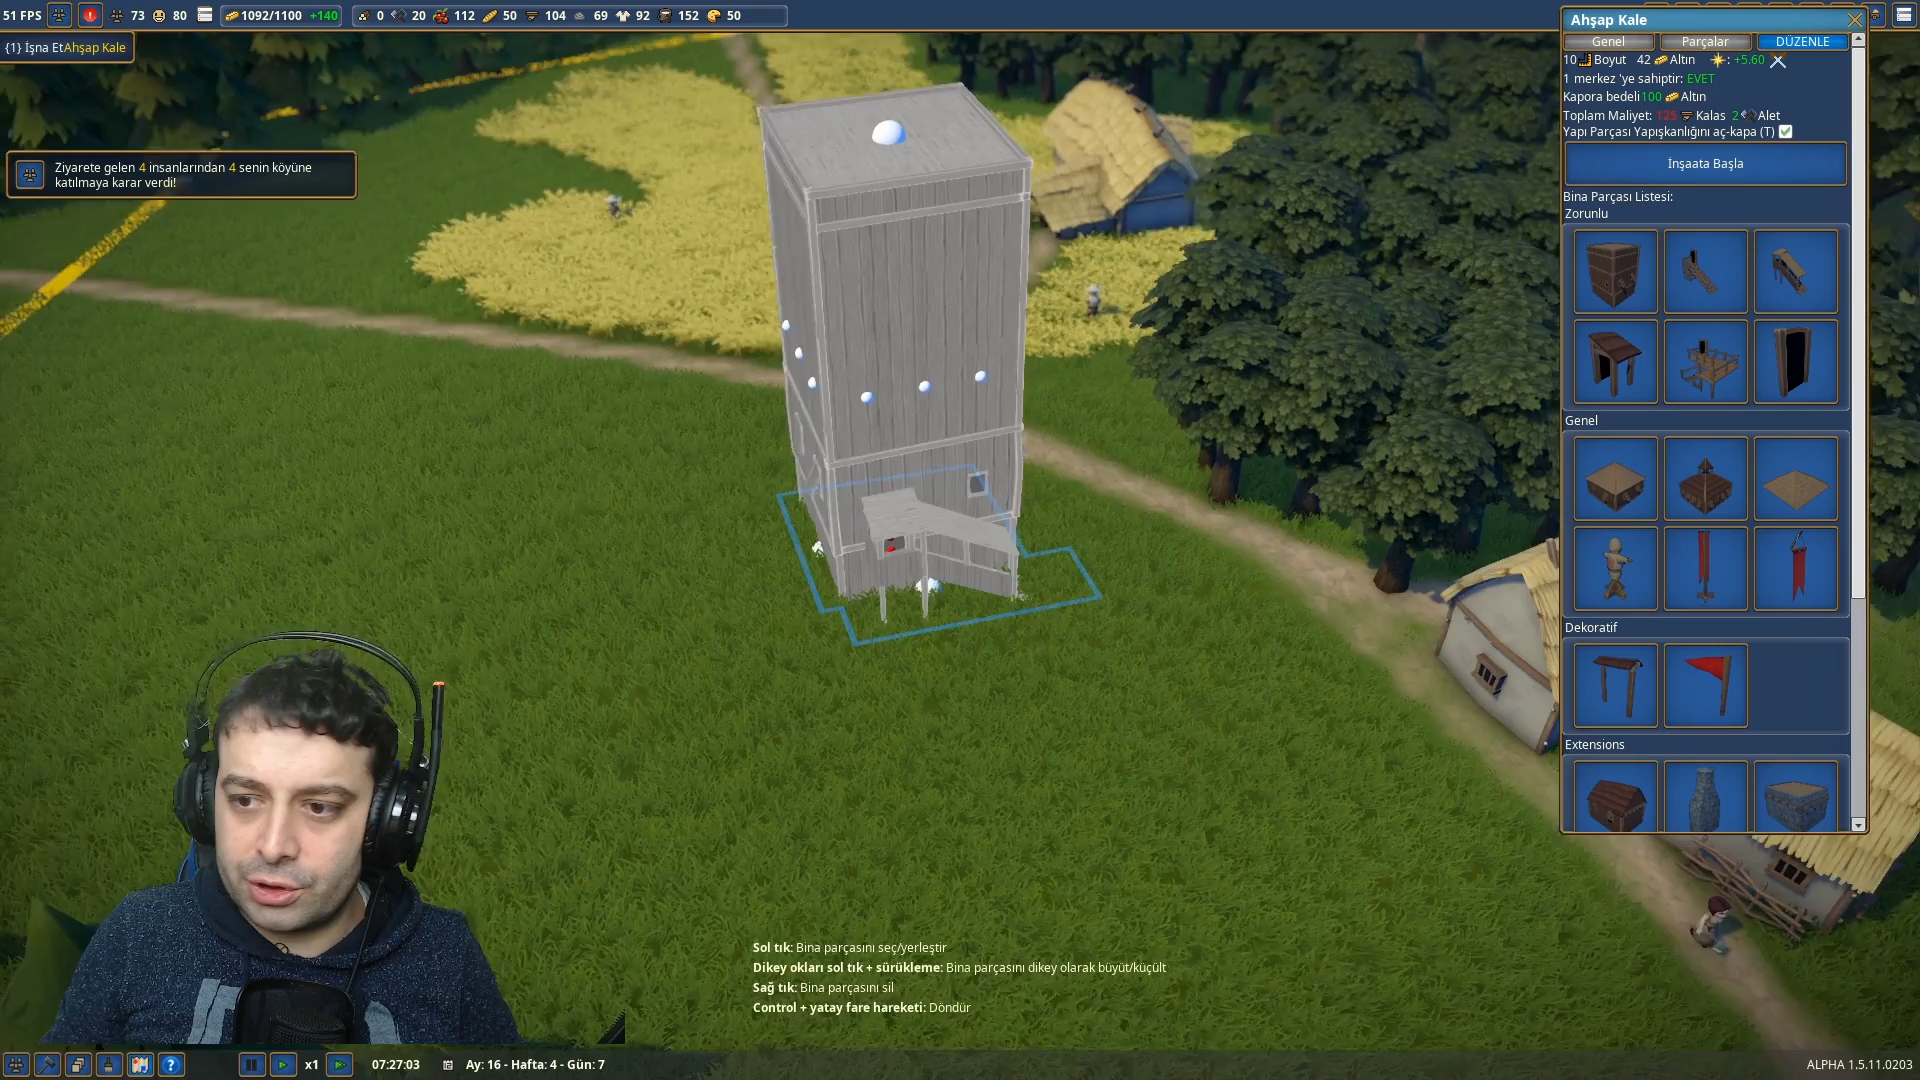 51 FPS 73 80 1092/1100 +140 0 20 112 50 104 69 92 152 50
{1} İşna Et Ahşap Kale
Ziyarete gelen 4 insanlarından 4 senin köyüne
katılmaya karar verdi!
Ahşap Kale
Genel Parçalar DÜZENLE
10 Boyut 42 Altın : +5.60
1 merkez 'ye sahiptir: EVET
Kapora bedeli 100 Altın
Toplam Maliyet: 125 Kalas 2 Alet
Yapı Parçası Yapışkanlığını aç-kapa (T)
İnşaata Başla
Bina Parçası Listesi:
Zorunlu
Genel
Dekoratif
Extensions
Sol tık: Bina parçasını seç/yerleştir
Dikey okları sol tık + sürükleme: Bina parçasını dikey olarak büyüt/küçült
Sağ tık: Bina parçasını sil
Control + yatay fare hareketi: Döndür
x1 07:27:03 Ay: 16 - Hafta: 4 - Gün: 7
ALPHA 1.5.11.0203